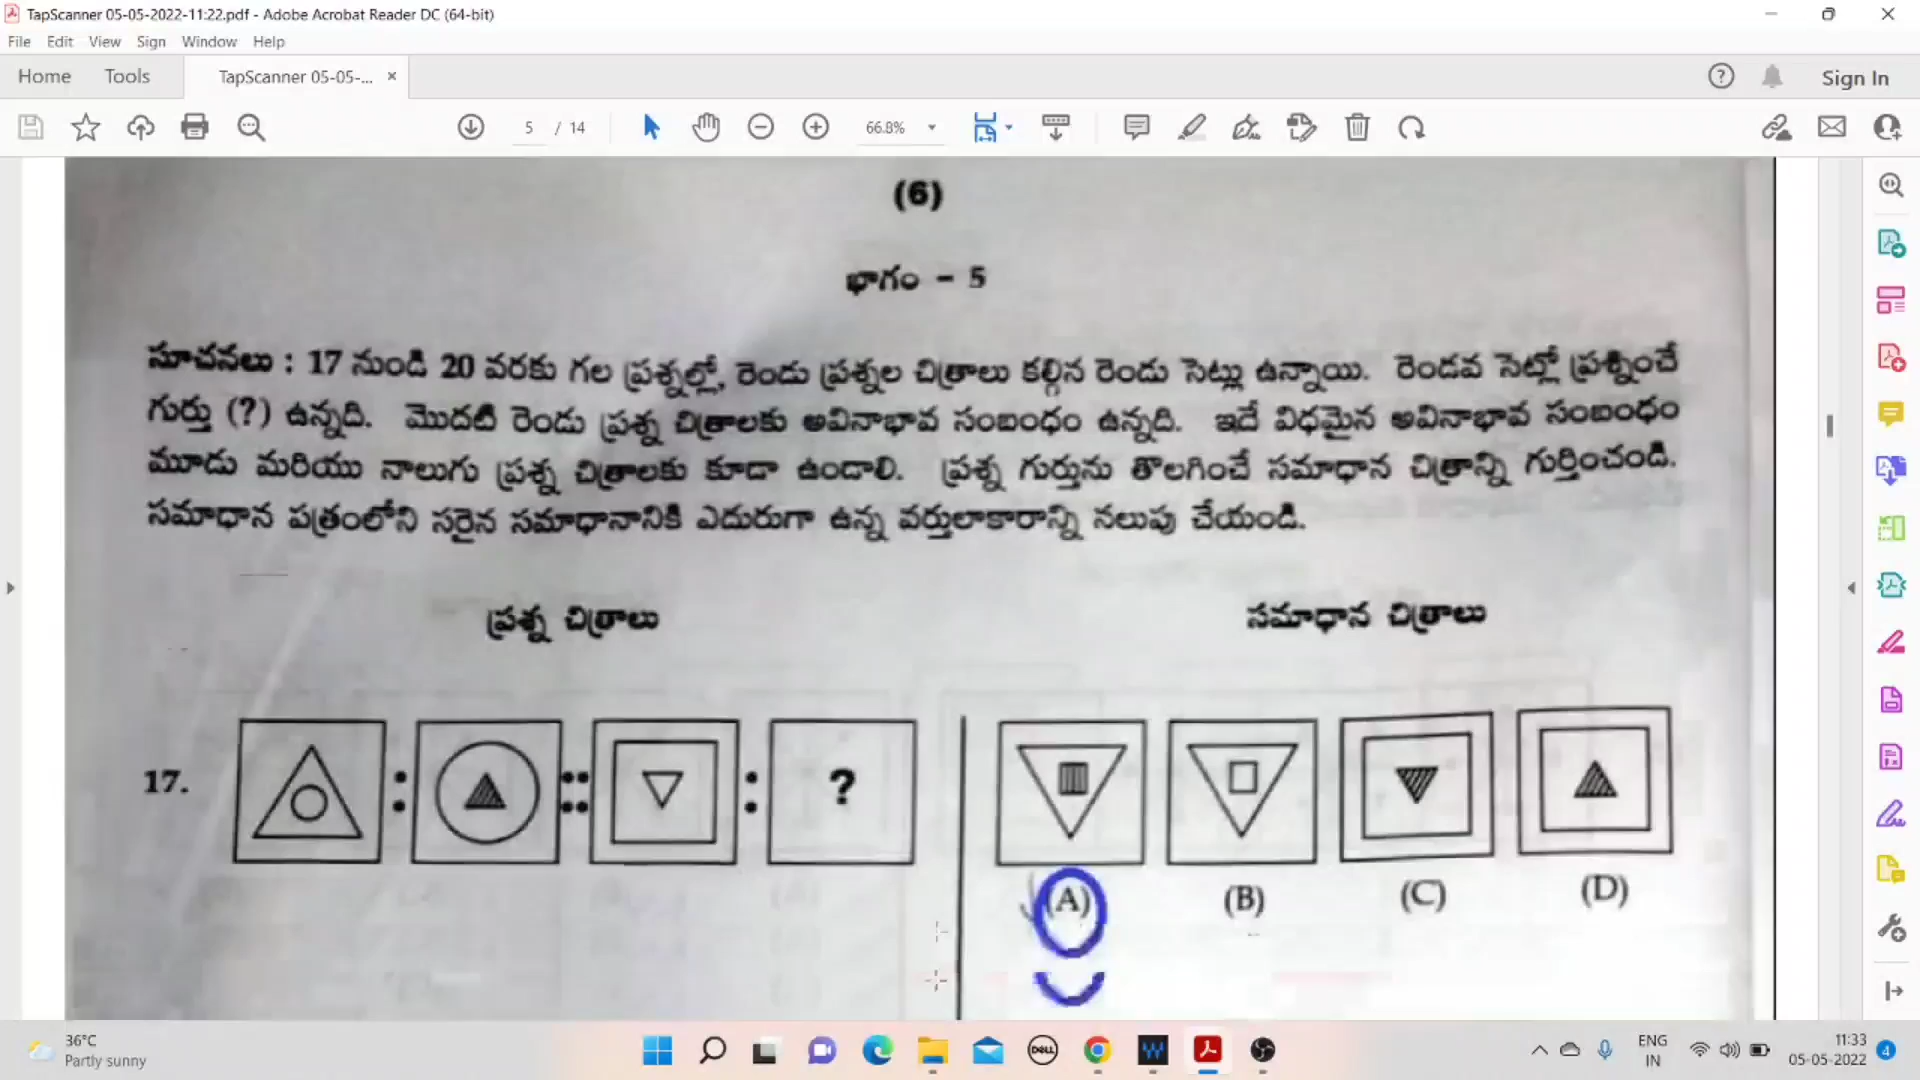 TapScanner 05-05-2022-11:22.pdf - Adobe Acrobat Reader DC (64-bit)
File Edit View Sign Window Help
Home Tools TapScanner 05-05-... × Sign In
5 / 14 66.8%
(6)
భాగం - 5
సూచనలు : 17 నుండి 20 వరకు గల ప్రశ్నల్లో, రెండు ప్రశ్నల చిత్రాలు కల్గిన రెండు సెట్లు ఉన్నాయి. రెండవ సెట్లో ప్రశ్నించే
గుర్తు (?) ఉన్నది. మొదటి రెండు ప్రశ్న చిత్రాలకు అవినాభావ సంబంధం ఉన్నది. ఇదే విధమైన అవినాభావ సంబంధం
మూడు మరియు నాలుగు ప్రశ్న చిత్రాలకు కూడా ఉండాలి. ప్రశ్న గుర్తును తొలగించే సమాధాన చిత్రాన్ని గుర్తించండి.
సమాధాన పత్రంలోని సరైన సమాధానానికి ఎదురుగా ఉన్న వర్తులాకారాన్ని నలుపు చేయండి.
ప్రశ్న చిత్రాలు సమాధాన చిత్రాలు
17. : :: : ?
(A) (B) (C) (D)
36°C
Partly sunny
DELL
ENG
IN
11:33
05-05-2022
4